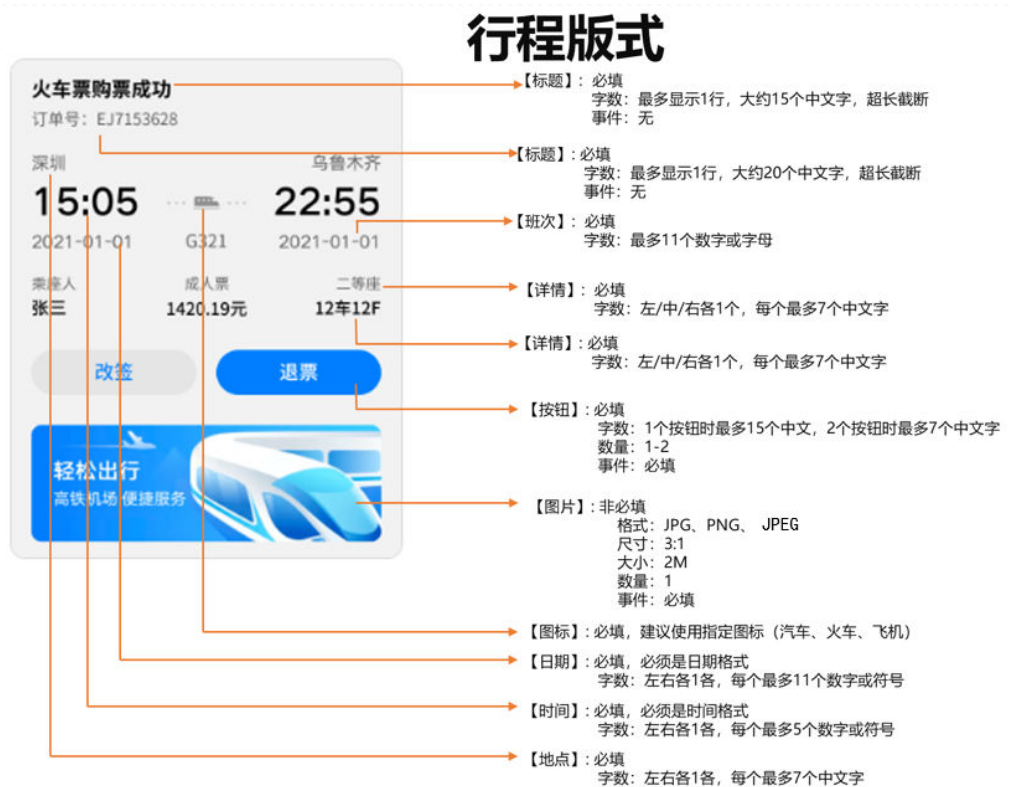 行程版式
火车票购票成功
订单号：EJ7153628
深圳
乌鲁木齐
15:05
22:55
2021-01-01
G321
2021-01-01
乘座人
成人票
二等座
张三
1420.19元
12车12F
改签
退票
轻松出行
高铁机场 便捷服务
【标题】：必填
字数：最多显示1行，大约15个中文字，超长截断
事件：无
【标题】：必填
字数：最多显示1行，大约20个中文字，超长截断
事件：无
【班次】：必填
字数：最多11个数字或字母
【详情】：必填
字数：左/中/右各1个，每个最多7个中文字
【详情】：必填
字数：左/中/右各1个，每个最多7个中文字
【按钮】：必填
字数：1个按钮时最多15个中文，2个按钮时最多7个中文字
数量：1-2
事件：必填
【图片】：非必填
格式：JPG、PNG、 JPEG
尺寸：3:1
大小：2M
数量：1
事件：必填
【图标】：必填，建议使用指定图标（汽车、火车、飞机）
【日期】：必填，必须是日期格式
字数：左右各1各，每个最多11个数字或符号
【时间】：必填，必须是时间格式
字数：左右各1各，每个最多5个数字或符号
【地点】：必填
字数：左右各1各，每个最多7个中文字